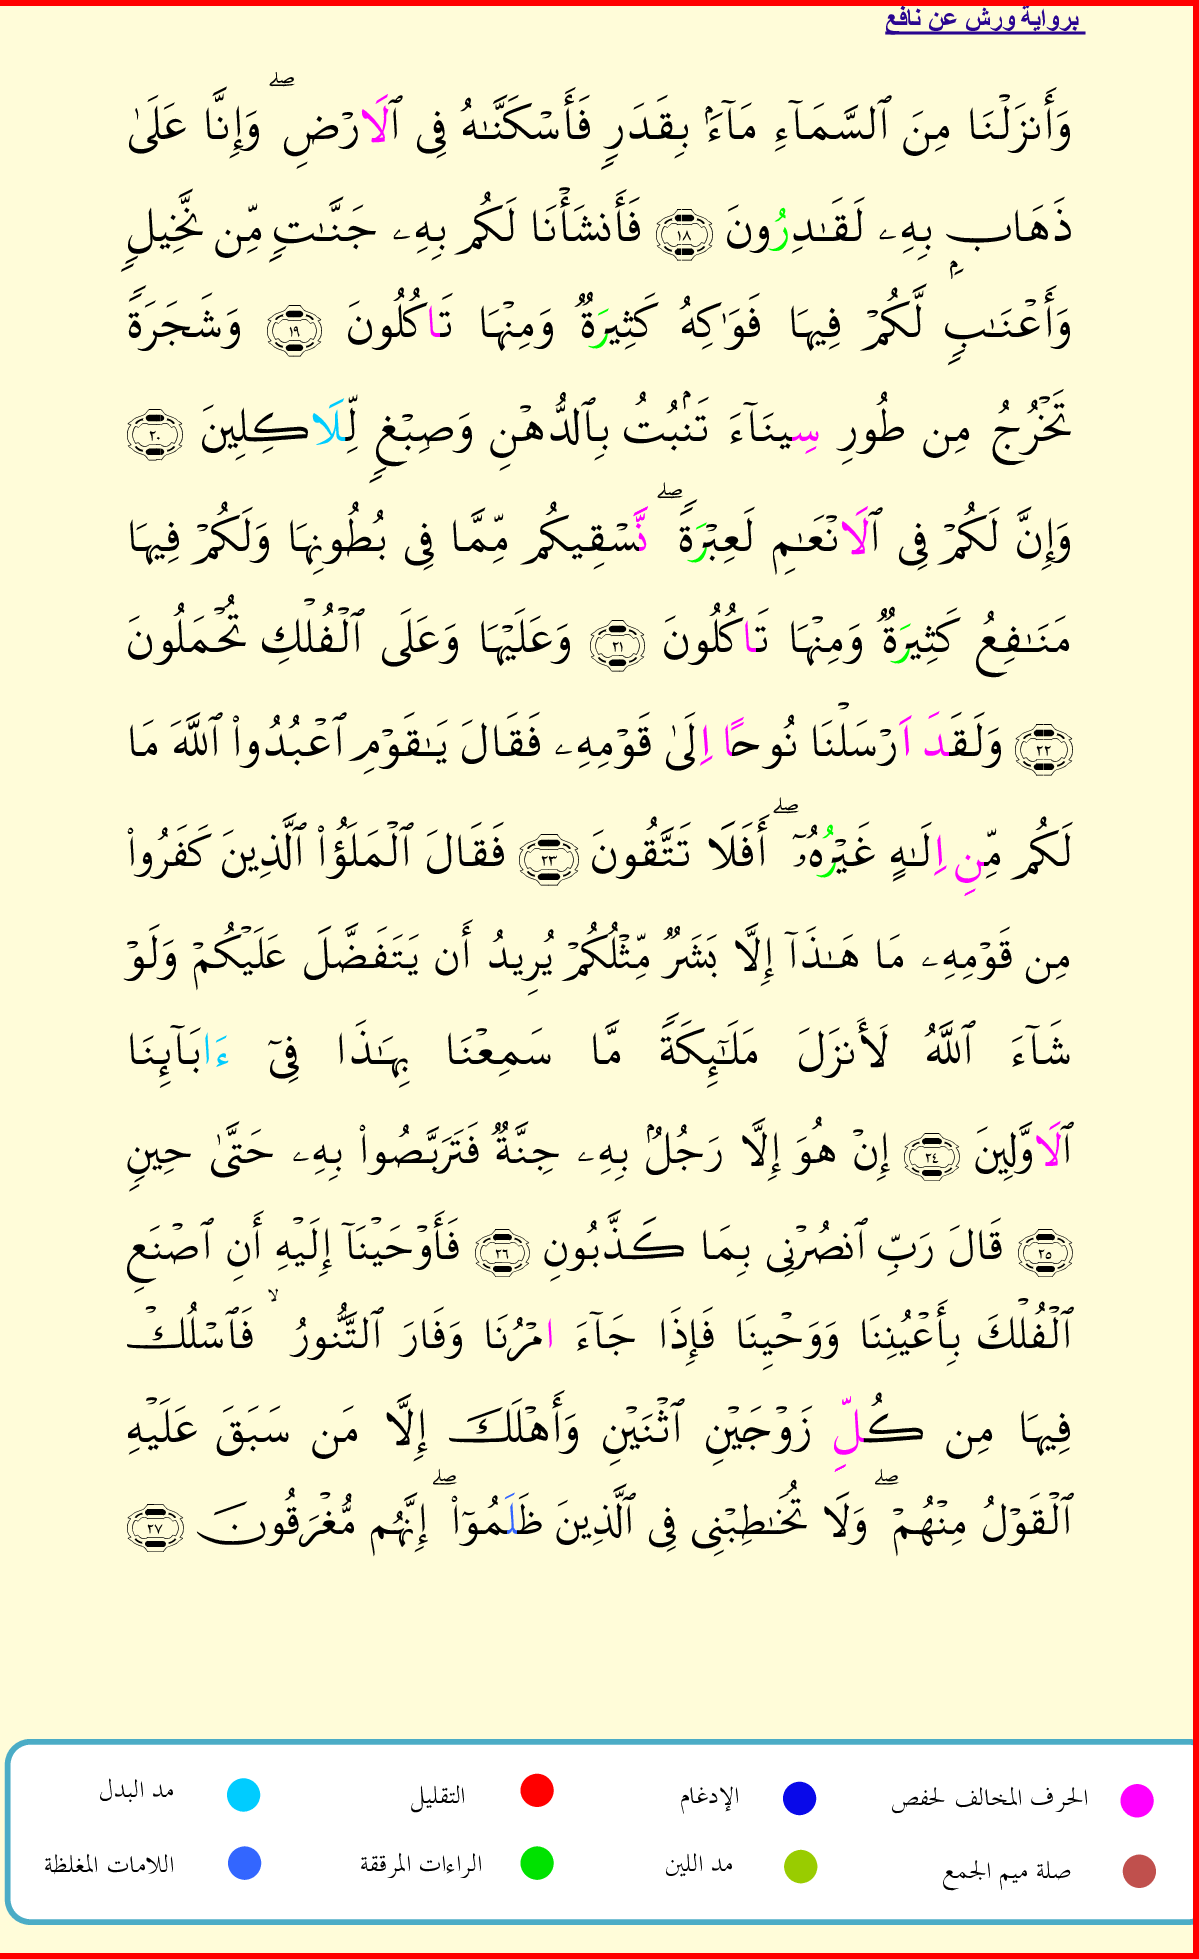 برواية ورش عن نافع
وَأَنزَلْنَا مِنَ ٱلسَّمَآءِ مَآءَۢ بِقَدَرٖ فَأَسْكَنَّٰهُ فِى ٱلَارْضِۖ وَإِنَّا عَلَىٰ
ذَهَابِۢ بِهِۦ لَقَٰدِرُونَ ١٨ فَأَنشَأْنَا لَكُم بِهِۦ جَنَّٰتٖ مِّن نَّخِيلٖ
وَأَعْنَٰبٖ لَّكُمْ فِيهَا فَوَٰكِهُ كَثِيرَةٞ وَمِنْهَا تَاكُلُونَ ١٩ وَشَجَرَةٗ
تَخْرُجُ مِن طُورِ سِينَآءَ تَنۢبُتُ بِٱلدُّهْنِ وَصِبْغٖ لِّلَاكِلِينَ ٢٠
وَإِنَّ لَكُمْ فِى ٱلَانْعَٰمِ لَعِبْرَةٗۖ نَّسْقِيكُم مِّمَّا فِى بُطُونِهَا وَلَكُمْ فِيهَا
مَنَٰفِعُ كَثِيرَةٞ وَمِنْهَا تَاكُلُونَ ٢١ وَعَلَيْهَا وَعَلَى ٱلْفُلْكِ تُحْمَلُونَ
٢٢ وَلَقَدَ اَرْسَلْنَا نُوحًا اِلَىٰ قَوْمِهِۦ فَقَالَ يَٰقَوْمِ ٱعْبُدُواْ ٱللَّهَ مَا
لَكُم مِّنِ اِلَٰهٍ غَيْرُهُۥٓۖ أَفَلَا تَتَّقُونَ ٢٣ فَقَالَ ٱلْمَلَؤُاْ ٱلَّذِينَ كَفَرُواْ
مِن قَوْمِهِۦ مَا هَٰذَآ إِلَّا بَشَرٞ مِّثْلُكُمْ يُرِيدُ أَن يَتَفَضَّلَ عَلَيْكُمْ وَلَوْ
شَآءَ ٱللَّهُ لَأَنزَلَ مَلَٰٓئِكَةٗ مَّا سَمِعْنَا بِهَٰذَا فِىٓ ءَابَآئِنَا
ٱلَاوَّلِينَ ٢٤ إِنْ هُوَ إِلَّا رَجُلُۢ بِهِۦ جِنَّةٞ فَتَرَبَّصُواْ بِهِۦ حَتَّىٰ حِينٖ
٢٥ قَالَ رَبِّ ٱنصُرْنِى بِمَا كَذَّبُونِ ٢٦ فَأَوْحَيْنَآ إِلَيْهِ أَنِ ٱصْنَعِ
ٱلْفُلْكَ بِأَعْيُنِنَا وَوَحْيِنَا فَإِذَا جَآءَ امْرُنَا وَفَارَ ٱلتَّنُّورُ ۙ فَٱسْلُكْ
فِيهَا مِن كُلِّ زَوْجَيْنِ ٱثْنَيْنِ وَأَهْلَكَ إِلَّا مَن سَبَقَ عَلَيْهِ
ٱلْقَوْلُ مِنْهُمْۖ وَلَا تُخَٰطِبْنِى فِى ٱلَّذِينَ ظَلَمُوٓاْۖ إِنَّهُم مُّغْرَقُونَ ٢٧
الحرف المخالف لحفص الإدغام التقليل مد البدل
صلة ميم الجمع مد اللين الراءات المرققة اللامات المغلظة